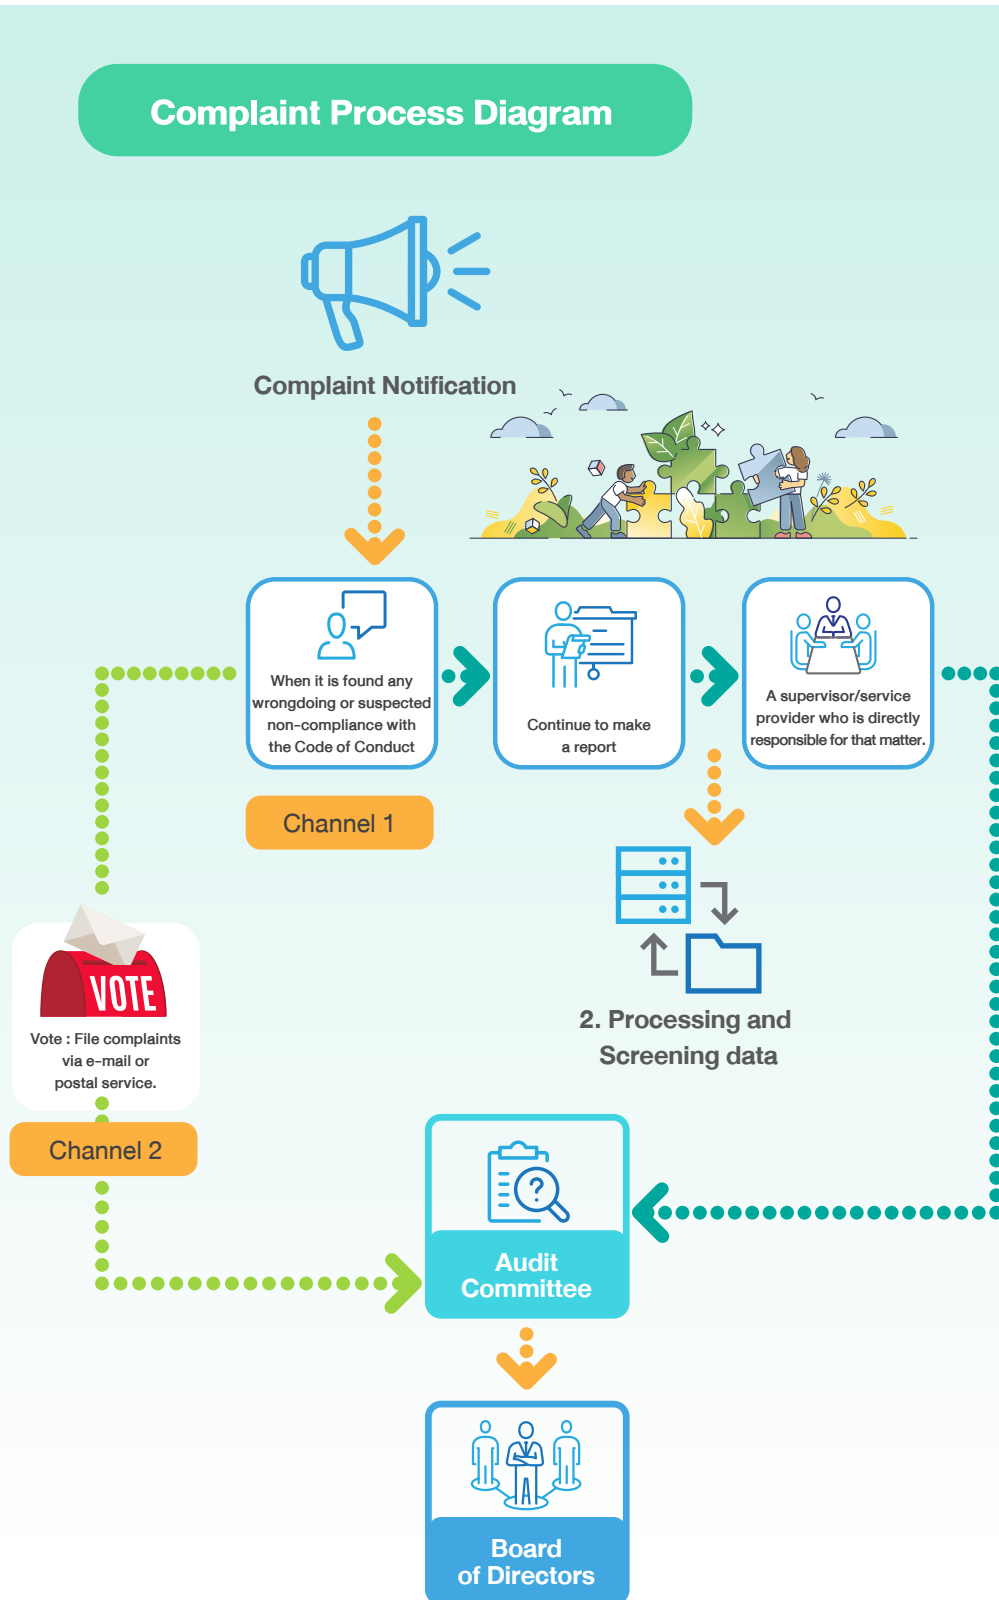 Complaint Process Diagram
Complaint Notification
When it is found any
wrongdoing or suspected
non-compliance with
the Code of Conduct
Continue to make
a report
A supervisor/service
provider who is directly
responsible for that matter.
Channel 1
VOTE
Vote : File complaints
via e-mail or
postal service.
2. Processing and
Screening data
Channel 2
?
Audit
Committee
Board
of Directors